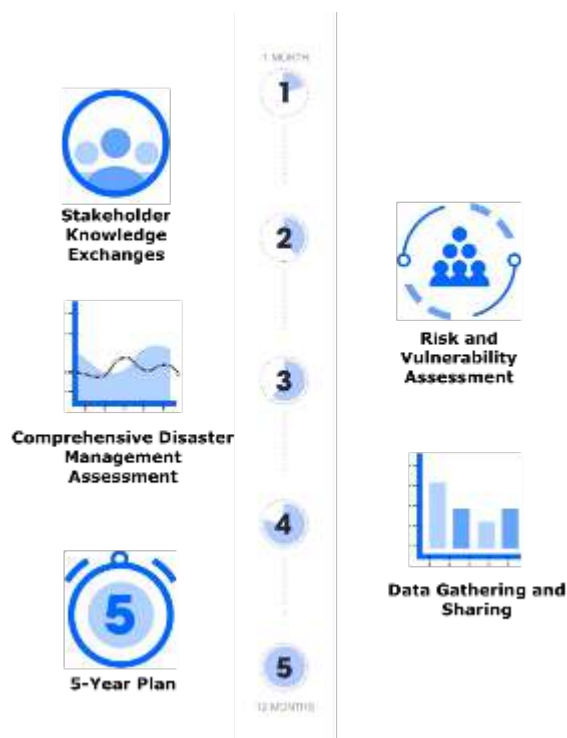 1 MONTH
1
Stakeholder
Knowledge
Exchanges
2
Risk and
Vulnerability
Assessment
3
Comprehensive Disaster
Management
Assessment
4
Data Gathering and
Sharing
5
5-Year Plan
5
12 MONTHS